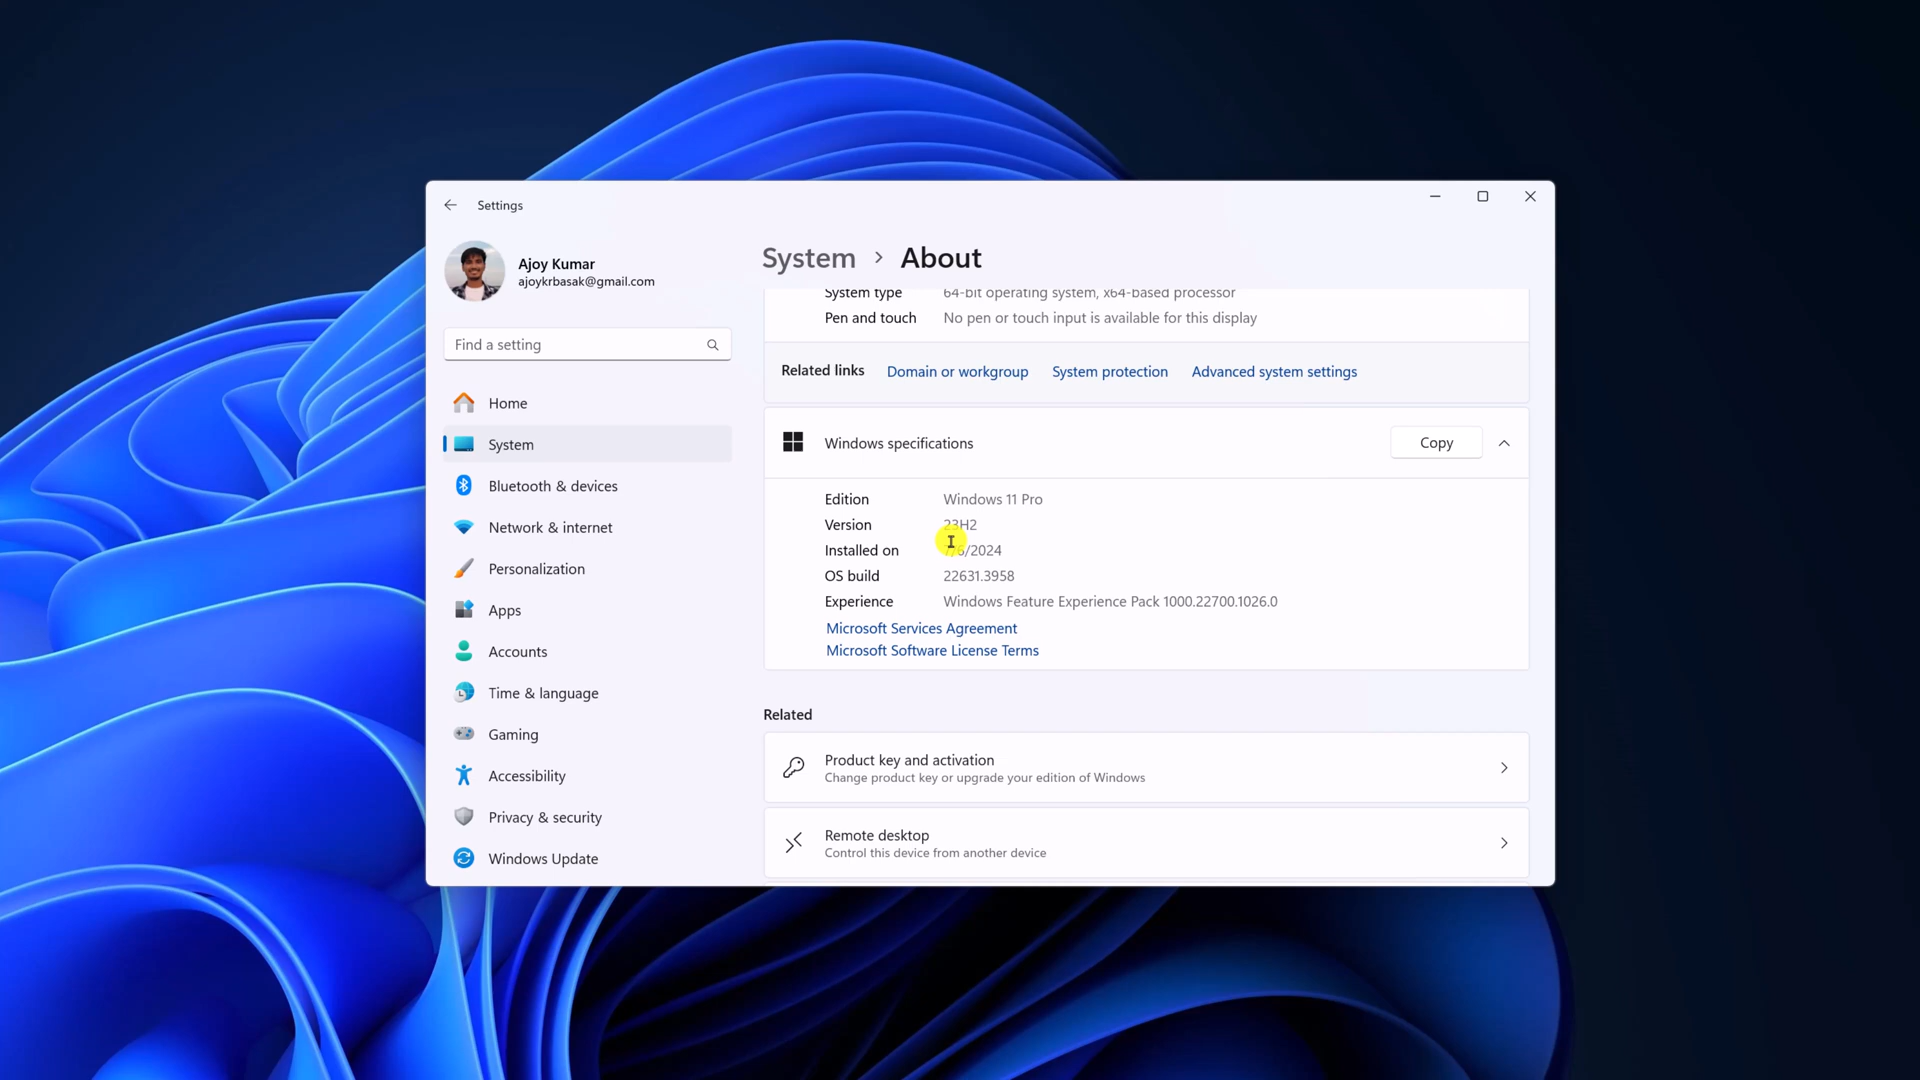 Settings
Ajoy Kumar
ajoykrbasak@gmail.com
Find a setting
Home
System
Bluetooth & devices
Network & internet
Personalization
Apps
Accounts
Time & language
Gaming
Accessibility
Privacy & security
Windows Update
System > About
System type 64-bit operating system, x64-based processor
Pen and touch No pen or touch input is available for this display
Related links Domain or workgroup System protection Advanced system settings
Windows specifications Copy
Edition Windows 11 Pro
Version 23H2
Installed on 7/6/2024
OS build 22631.3958
Experience Windows Feature Experience Pack 1000.22700.1026.0
Microsoft Services Agreement
Microsoft Software License Terms
Related
Product key and activation
Change product key or upgrade your edition of Windows
Remote desktop
Control this device from another device